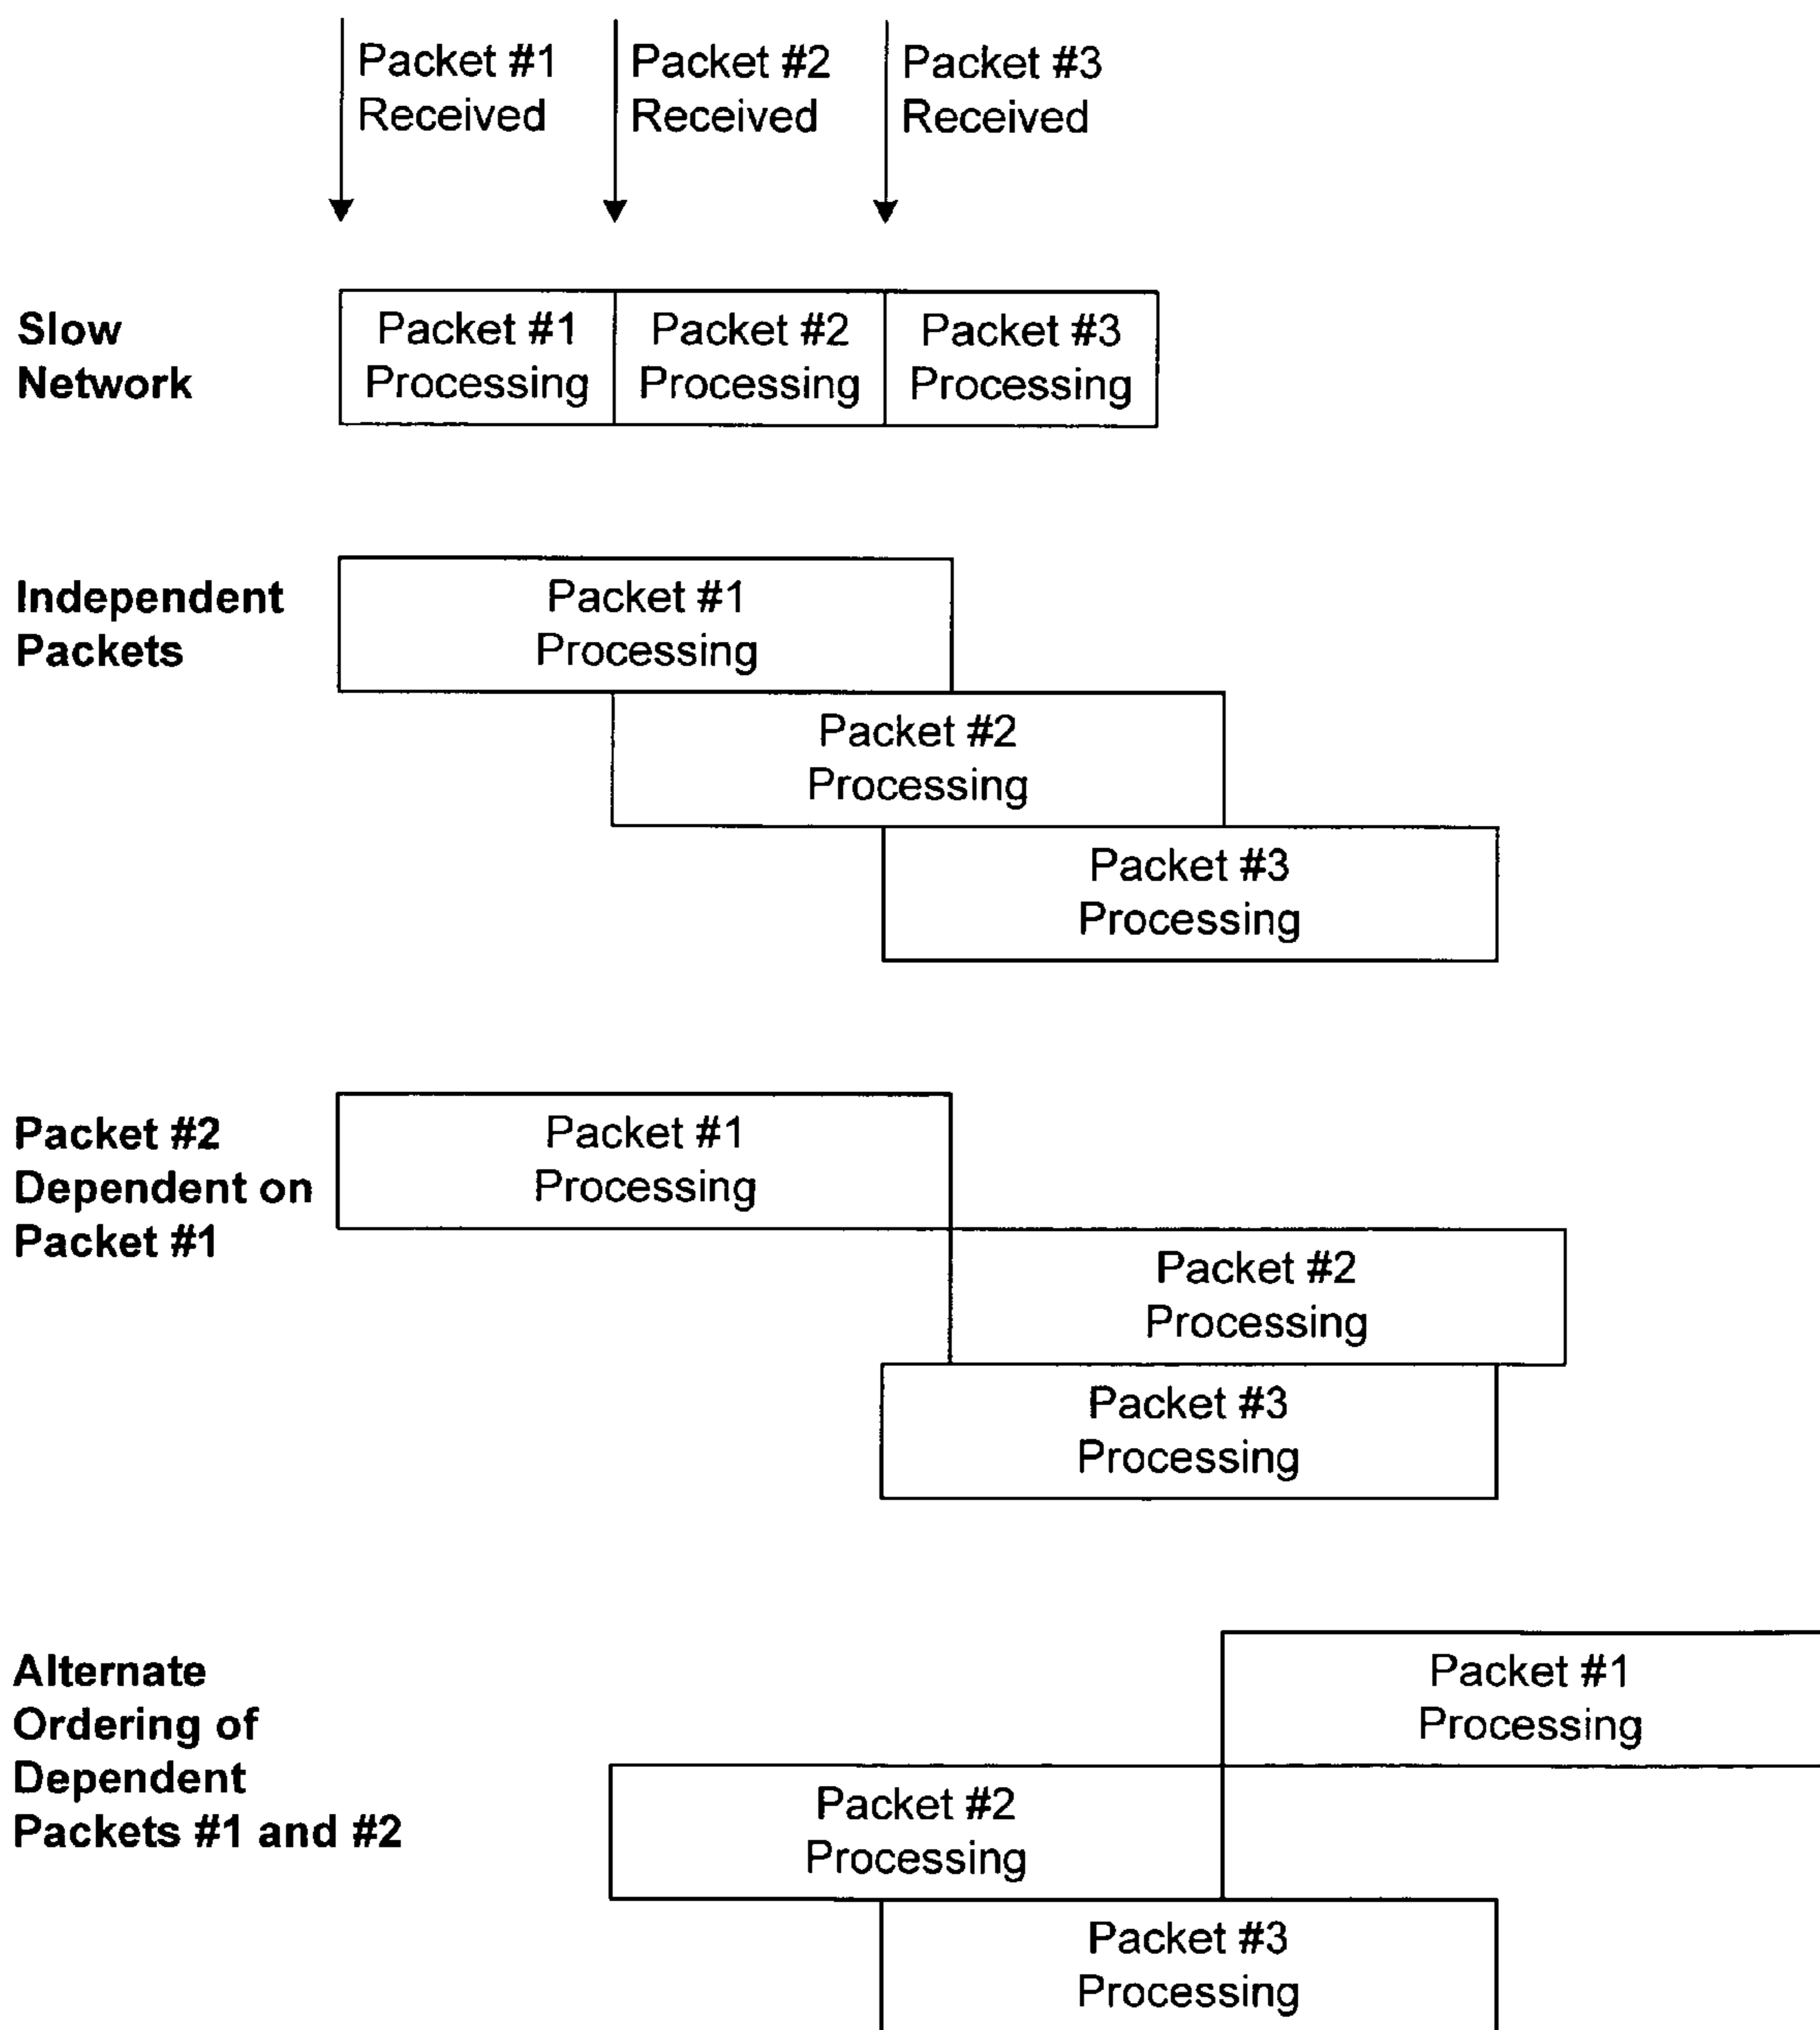 Packet #1
Received
Packet #2
Received
Packet #3
Received
Slow
Network
Packet #1
Processing
Packet #2
Processing
Packet #3
Processing
Independent
Packets
Packet #1
Processing
Packet #2
Processing
Packet #3
Processing
Packet #2
Dependent on
Packet #1
Packet #1
Processing
Packet #2
Processing
Packet #3
Processing
Alternate
Ordering of
Dependent
Packets #1 and #2
Packet #1
Processing
Packet #2
Processing
Packet #3
Processing